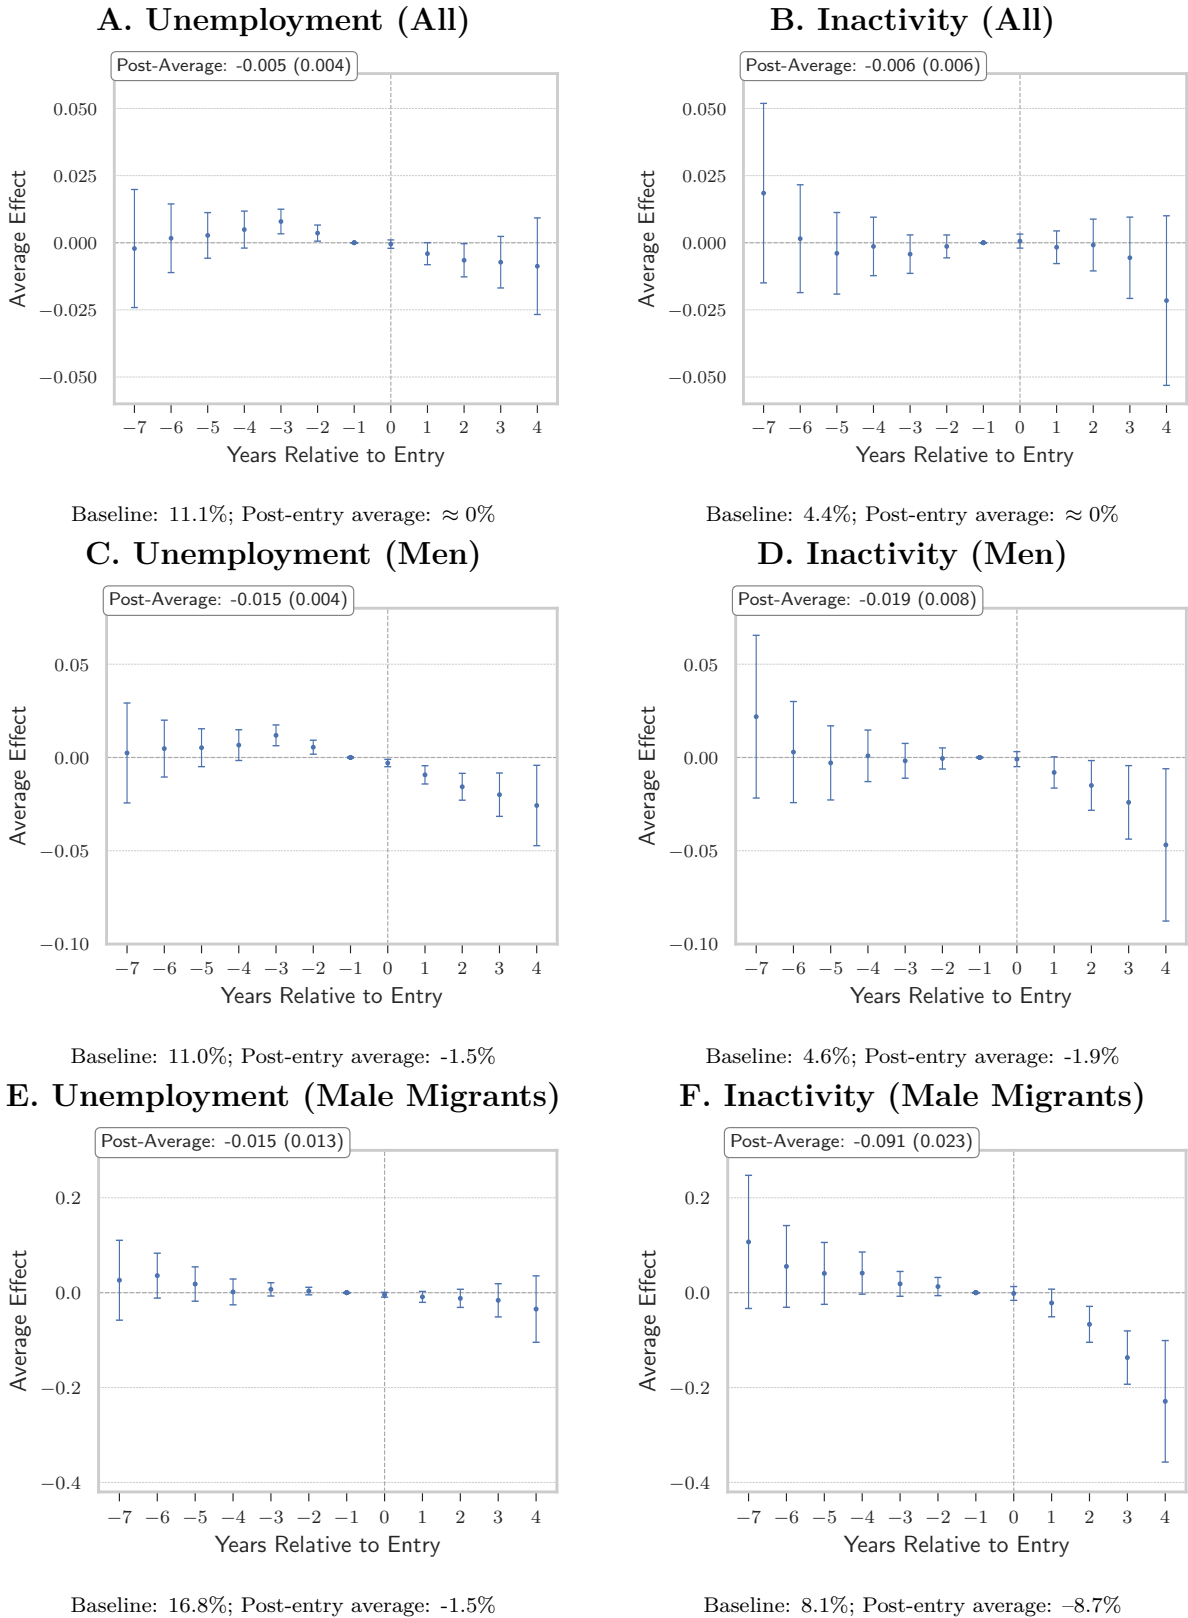 A. Unemployment (All)
Post-Average: -0.005 (0.004)
0.050
0.025
0.000
−0.025
−0.050
Average Effect
−7 −6 −5 −4 −3 −2 −1 0 1 2 3 4
Years Relative to Entry
Baseline: 11.1%; Post-entry average: ≈ 0%
B. Inactivity (All)
Post-Average: -0.006 (0.006)
0.050
0.025
0.000
−0.025
−0.050
Average Effect
−7 −6 −5 −4 −3 −2 −1 0 1 2 3 4
Years Relative to Entry
Baseline: 4.4%; Post-entry average: ≈ 0%
C. Unemployment (Men)
Post-Average: -0.015 (0.004)
0.05
0.00
−0.05
−0.10
Average Effect
−7 −6 −5 −4 −3 −2 −1 0 1 2 3 4
Years Relative to Entry
Baseline: 11.0%; Post-entry average: -1.5%
D. Inactivity (Men)
Post-Average: -0.019 (0.008)
0.05
0.00
−0.05
−0.10
Average Effect
−7 −6 −5 −4 −3 −2 −1 0 1 2 3 4
Years Relative to Entry
Baseline: 4.6%; Post-entry average: -1.9%
E. Unemployment (Male Migrants)
Post-Average: -0.015 (0.013)
0.2
0.0
−0.2
−0.4
Average Effect
−7 −6 −5 −4 −3 −2 −1 0 1 2 3 4
Years Relative to Entry
Baseline: 16.8%; Post-entry average: -1.5%
F. Inactivity (Male Migrants)
Post-Average: -0.091 (0.023)
0.2
0.0
−0.2
−0.4
Average Effect
−7 −6 −5 −4 −3 −2 −1 0 1 2 3 4
Years Relative to Entry
Baseline: 8.1%; Post-entry average: –8.7%